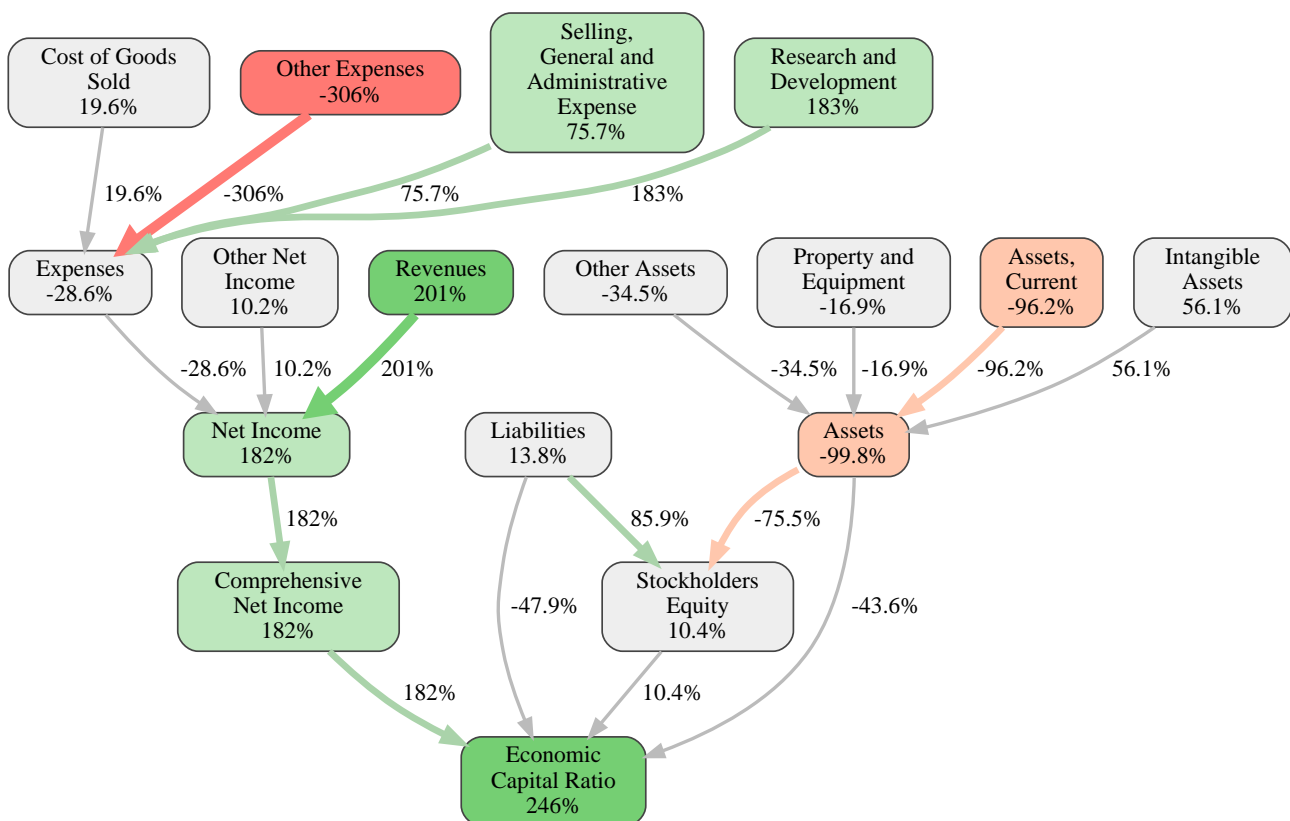 Cost of Goods
Sold
19.6%
Other Expenses
-306%
Selling,
General and
Administrative
Expense
75.7%
Research and
Development
183%
19.6%
-306%
75.7%
183%
Expenses
-28.6%
Other Net
Income
10.2%
Revenues
201%
Other Assets
-34.5%
Property and
Equipment
-16.9%
Assets,
Current
-96.2%
Intangible
Assets
56.1%
-28.6%
10.2%
201%
-34.5%
-16.9%
-96.2%
56.1%
Net Income
182%
Liabilities
13.8%
Assets
-99.8%
182%
85.9%
-75.5%
Comprehensive
Net Income
182%
-47.9%
Stockholders
Equity
10.4%
-43.6%
182%
10.4%
Economic
Capital Ratio
246%